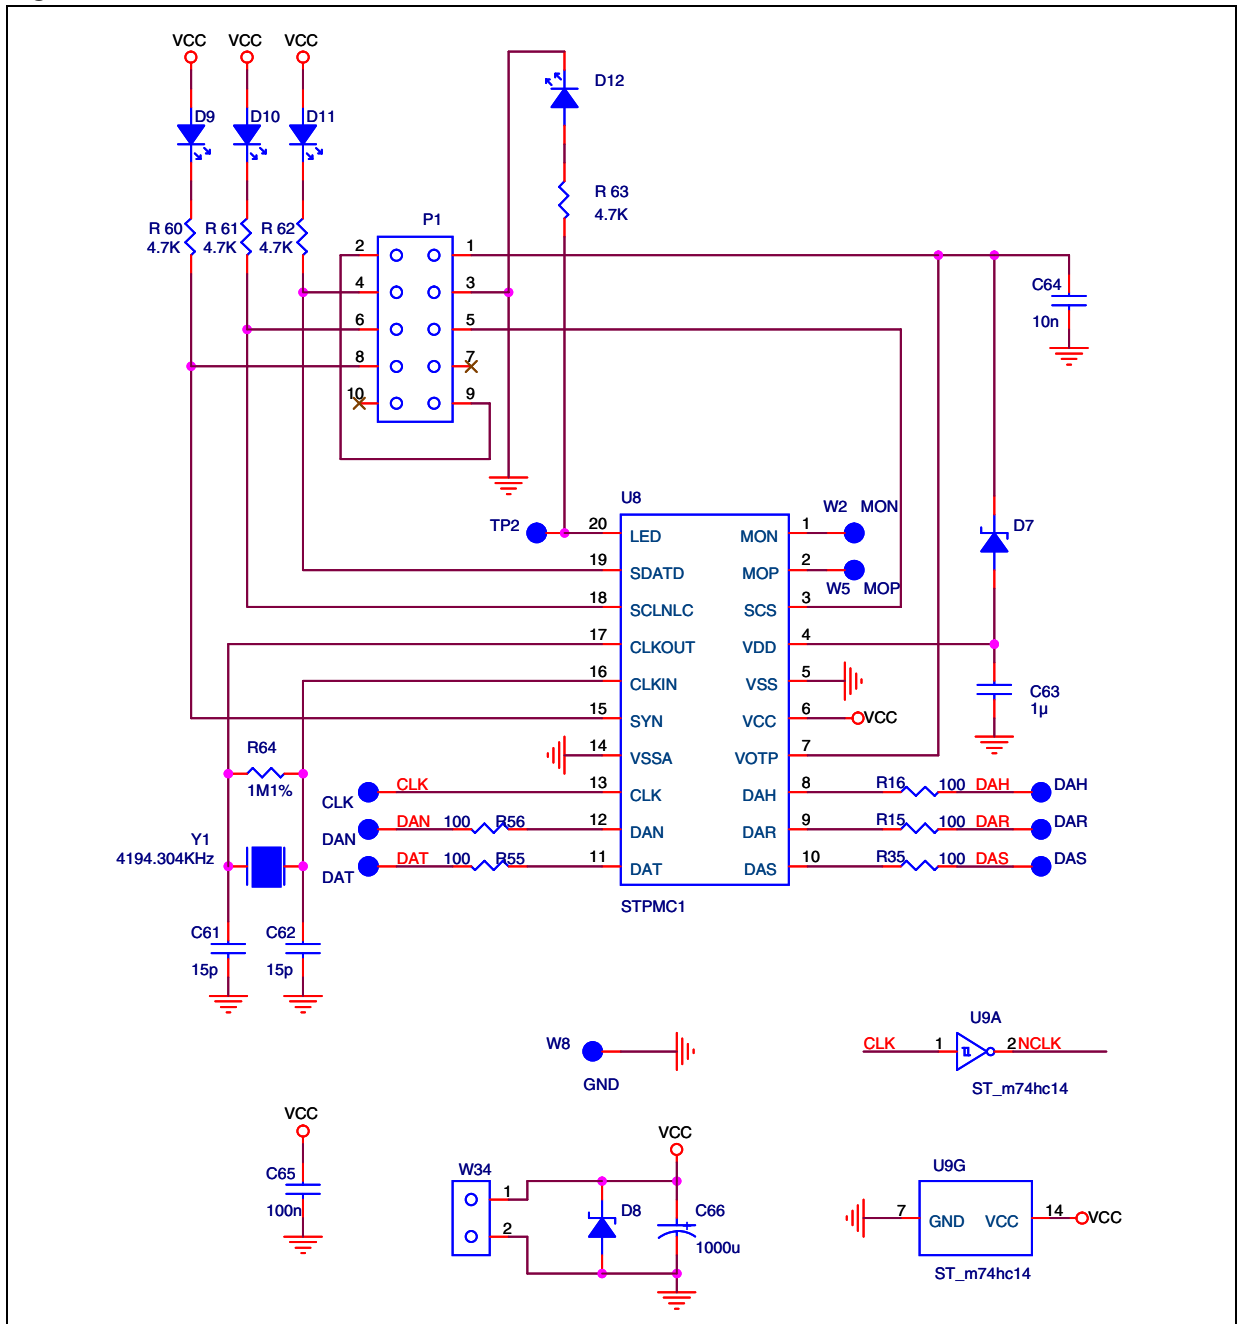 VCC VCC VCC
D12
D9 D10 D11
R 63
4.7K
P1
R 60 R 61 R 62
4.7K 4.7K 4.7K
2 1
4 3
C64
6 5
10n
8 7
10 9
U8
W2 MON
TP2 20 LED MON 1
D7
19 SDATD MOP 2
W5 MOP
18 SCLNLC SCS 3
17 CLKOUT VDD 4
16 CLKIN VSS 5
C63
1µ
15 SYN VCC 6 VCC
R64
14 VSSA VOTP 7
1M1%
CLK CLK 13 CLK DAH 8 R16 100 DAH DAH
DAN DAN 100 R56 12 DAN DAR 9 R15 100 DAR DAR
Y1
4194.304KHz
DAT DAT 100 R55 11 DAT DAS 10 R35 100 DAS DAS
STPMC1
C61 C62
15p 15p
U9A
W8
CLK 1 2 NCLK
GND
ST_m74hc14
VCC
VCC
C65
W34
U9G
100n
1
D8 C66
7 GND VCC 14 VCC
2
1000u
ST_m74hc14